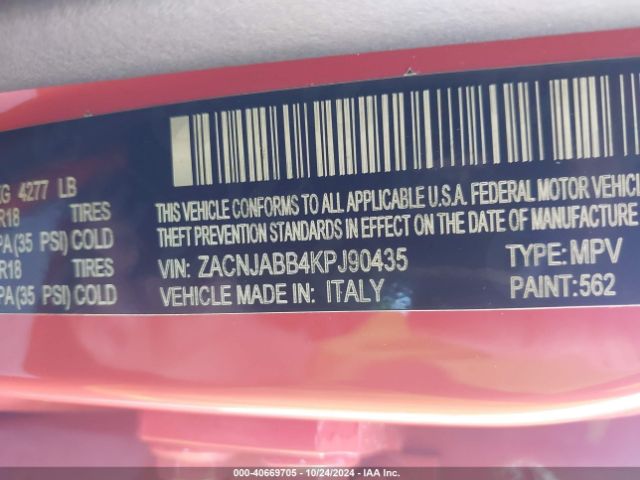 KG 4277 LB
R18 TIRES
PA(35 PSI) COLD
R18 TIRES
PA(35 PSI) COLD
THIS VEHICLE CONFORMS TO ALL APPLICABLE U.S.A. FEDERAL MOTOR VEHICLE
THEFT PREVENTION STANDARDS IN EFFECT ON THE DATE OF MANUFACTURE
VIN: ZACNJABB4KPJ90435 TYPE: MPV
VEHICLE MADE IN: ITALY PAINT:562
000-40669705 - 10/24/2024 - IAA Inc.